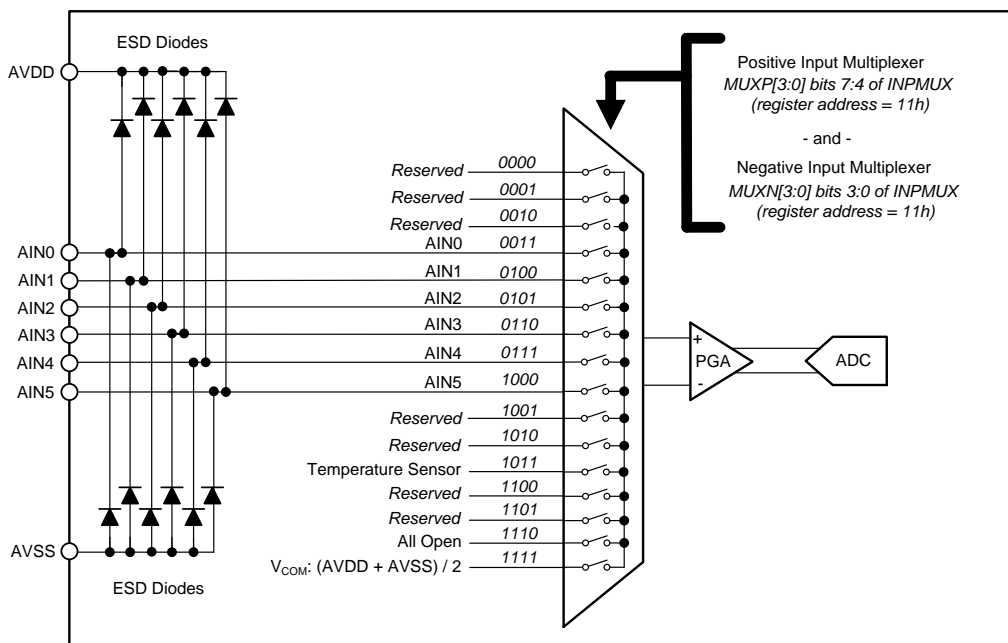 ESD Diodes
AVDD
Positive Input Multiplexer
MUXP[3:0] bits 7:4 of INPMUX
(register address = 11h)
- and -
Negative Input Multiplexer
MUXN[3:0] bits 3:0 of INPMUX
(register address = 11h)
Reserved 0000
Reserved 0001
Reserved 0010
AIN0 AIN0 0011
AIN1 AIN1 0100
AIN2 AIN2 0101
AIN3 AIN3 0110
AIN4 AIN4 0111
AIN5 AIN5 1000
+
PGA
-
ADC
Reserved 1001
Reserved 1010
Temperature Sensor 1011
Reserved 1100
Reserved 1101
All Open 1110
VCOM: (AVDD + AVSS) / 2 1111
AVSS
ESD Diodes